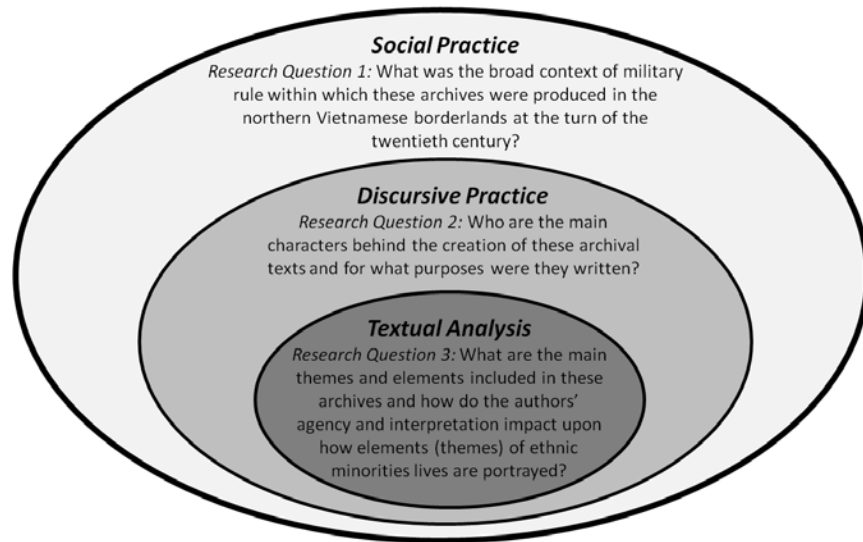 Social Practice
Research Question 1: What was the broad context of military
rule within which these archives were produced in the
northern Vietnamese borderlands at the turn of the
twentieth century?
Discursive Practice
Research Question 2: Who are the main
characters behind the creation of these archival
texts and for what purposes were they written?
Textual Analysis
Research Question 3: What are the main
themes and elements included in these
archives and how do the authors'
agency and interpretation impact upon
how elements (themes) of ethnic
minorities lives are portrayed?